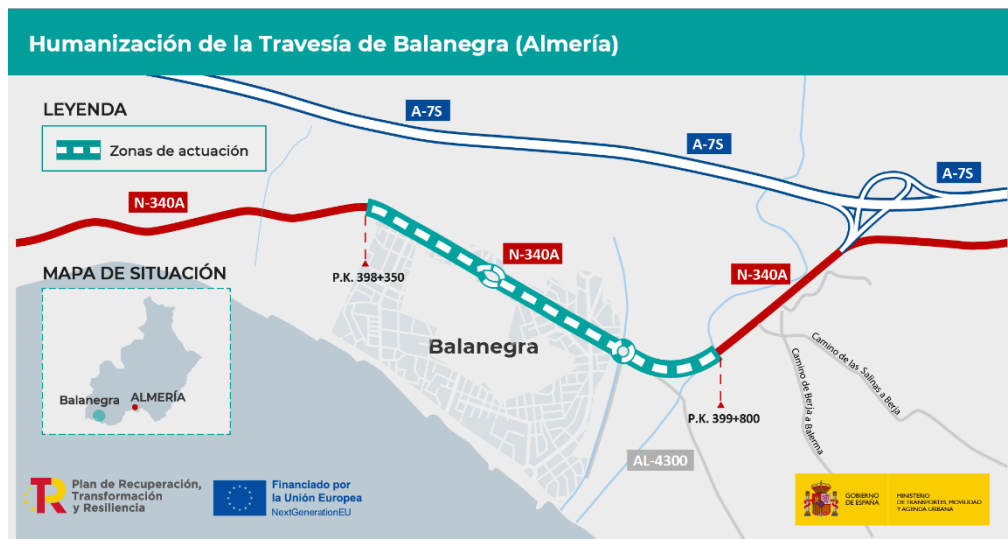 Humanización de la Travesía de Balanegra (Almería)
LEYENDA
Zonas de actuación
A-7S
A-7S
A-7S
N-340A
N-340A
N-340A
P.K. 398+350
MAPA DE SITUACIÓN
Balanegra
ALMERÍA
Balanegra
P.K. 399+800
Camino de las Salinas a Berja
Camino de Berja a Balerma
AL-4300
Plan de Recuperación,
Transformación
y Resiliencia
Financiado por
la Unión Europea
NextGenerationEU
GOBIERNO
DE ESPAÑA
MINISTERIO
DE TRANSPORTES, MOVILIDAD
Y AGENDA URBANA